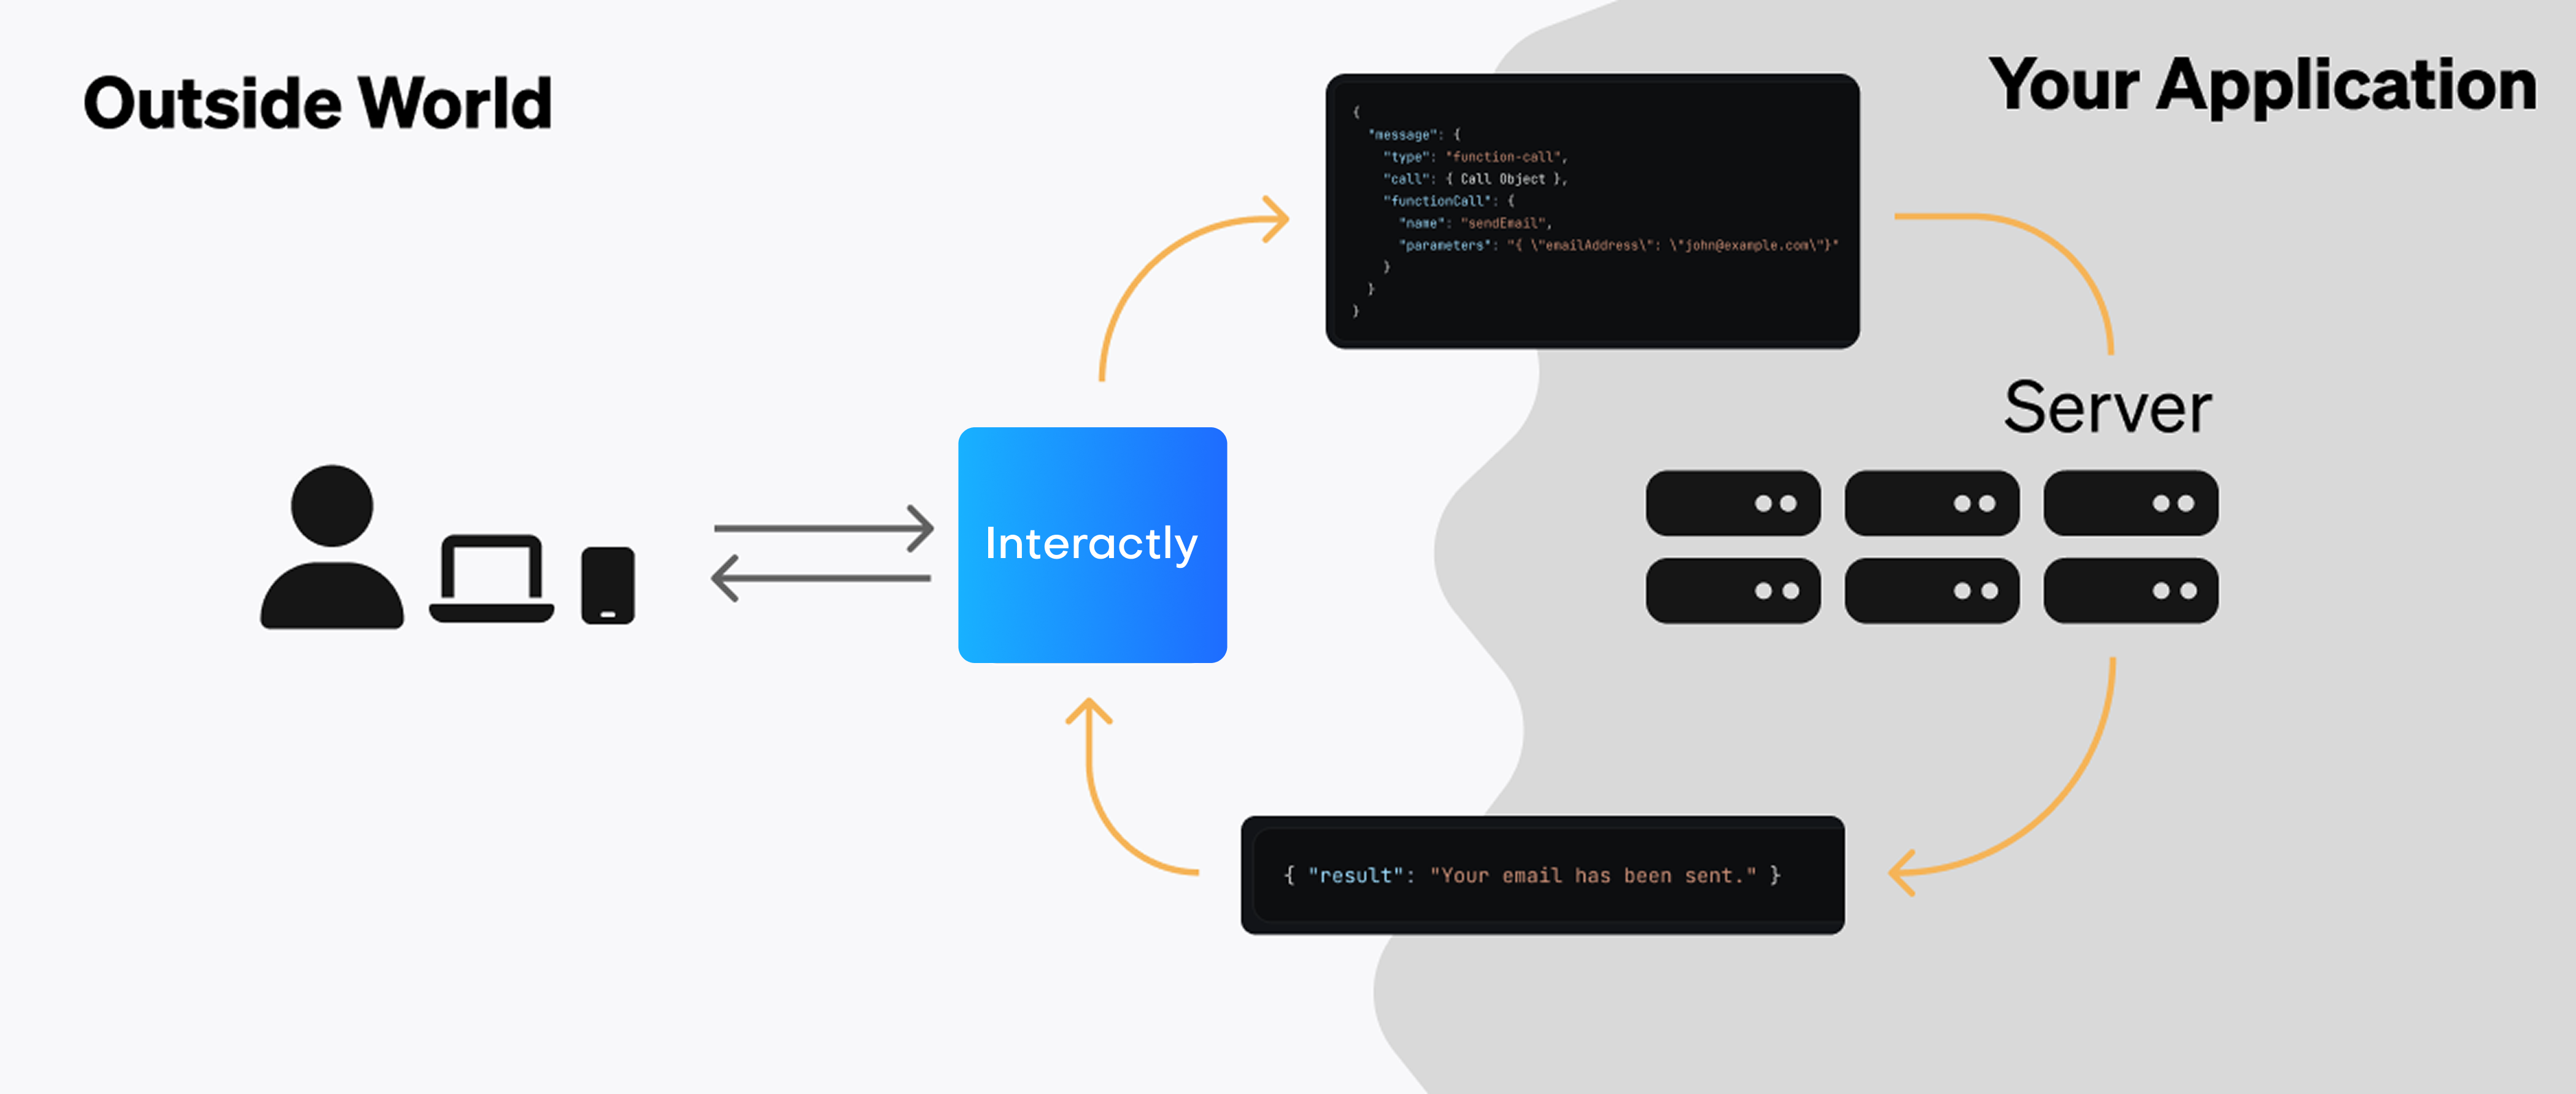 Outside World
Your Application
{
"message": {
"type": "function-call",
"call": { Call Object },
"functionCall": {
"name": "sendEmail",
"parameters": "{ \"emailAddress\": \"john@example.com\"}"
}
}
}
Server
Interactly
{ "result": "Your email has been sent." }